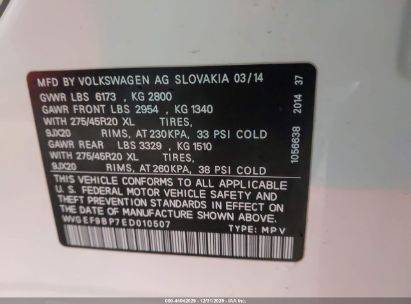 MFD BY VOLKSWAGEN AG SLOVAKIA 03/14
GVWR LBS 6173 , KG 2800
GAWR FRONT LBS 2954 , KG 1340
WITH 275/45R20 XL TIRES,
9JX20 RIMS, AT 230KPA, 33 PSI COLD
GAWR REAR LBS 3329 , KG 1510
WITH 275/45R20 XL TIRES,
9JX20 RIMS, AT 260KPA, 38 PSI COLD
THIS VEHICLE CONFORMS TO ALL APPLICABLE
U. S. FEDERAL MOTOR VEHICLE SAFETY AND
THEFT PREVENTION STANDARDS IN EFFECT ON THE
DATE OF MANUFACTURE SHOWN ABOVE.
WVGEF9BP7ED010507 TYPE: MPV
1056638 2014 37
12/31/2025